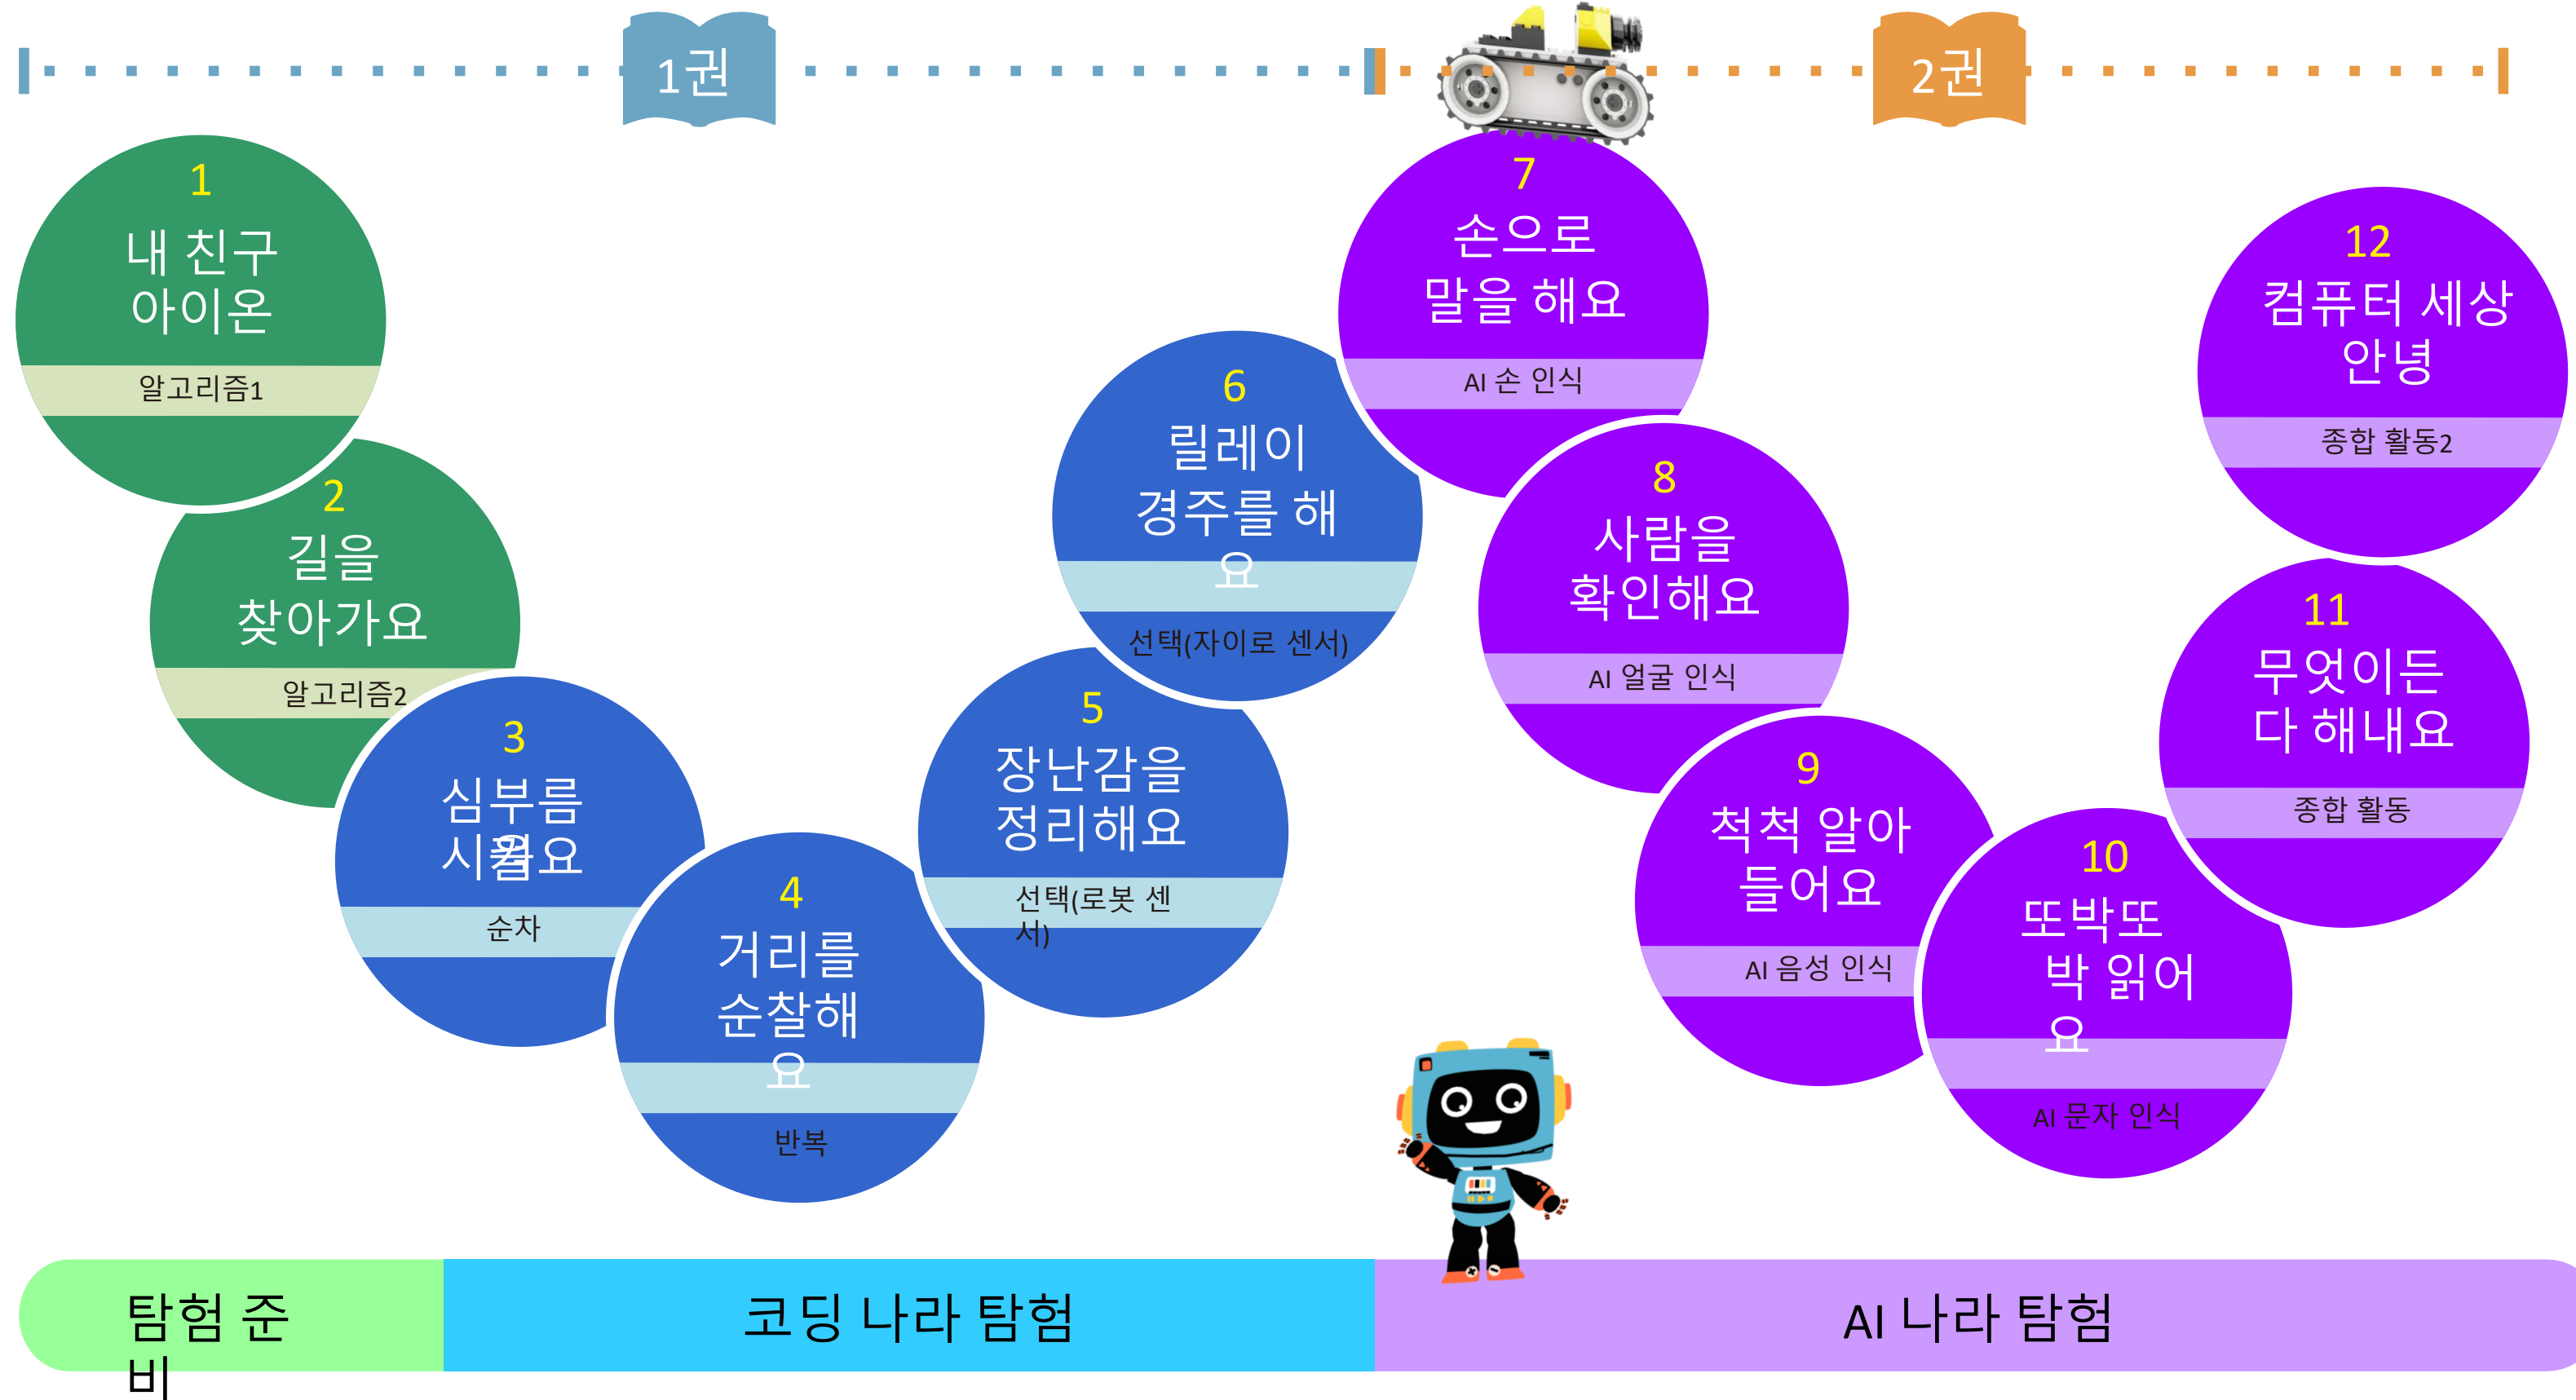 1권
2권
1
내 친구
아이온
알고리즘1
2
길을
찾아가요
알고리즘2
3
심부름
을
시켜요
순차
4
거리를
순찰해
요
반복
5
장난감을
정리해요
선택(로봇 센
서)
6
릴레이
경주를 해
요
선택(자이로 센서)
7
손으로
말을 해요
AI 손 인식
8
사람을
확인해요
AI 얼굴 인식
9
척척 알아
들어요
AI 음성 인식
10
또박또
박 읽어
요
AI 문자 인식
11
무엇이든
다 해내요
종합 활동
12
컴퓨터 세상
안녕
종합 활동2
탐험 준
비
코딩 나라 탐험
AI 나라 탐험